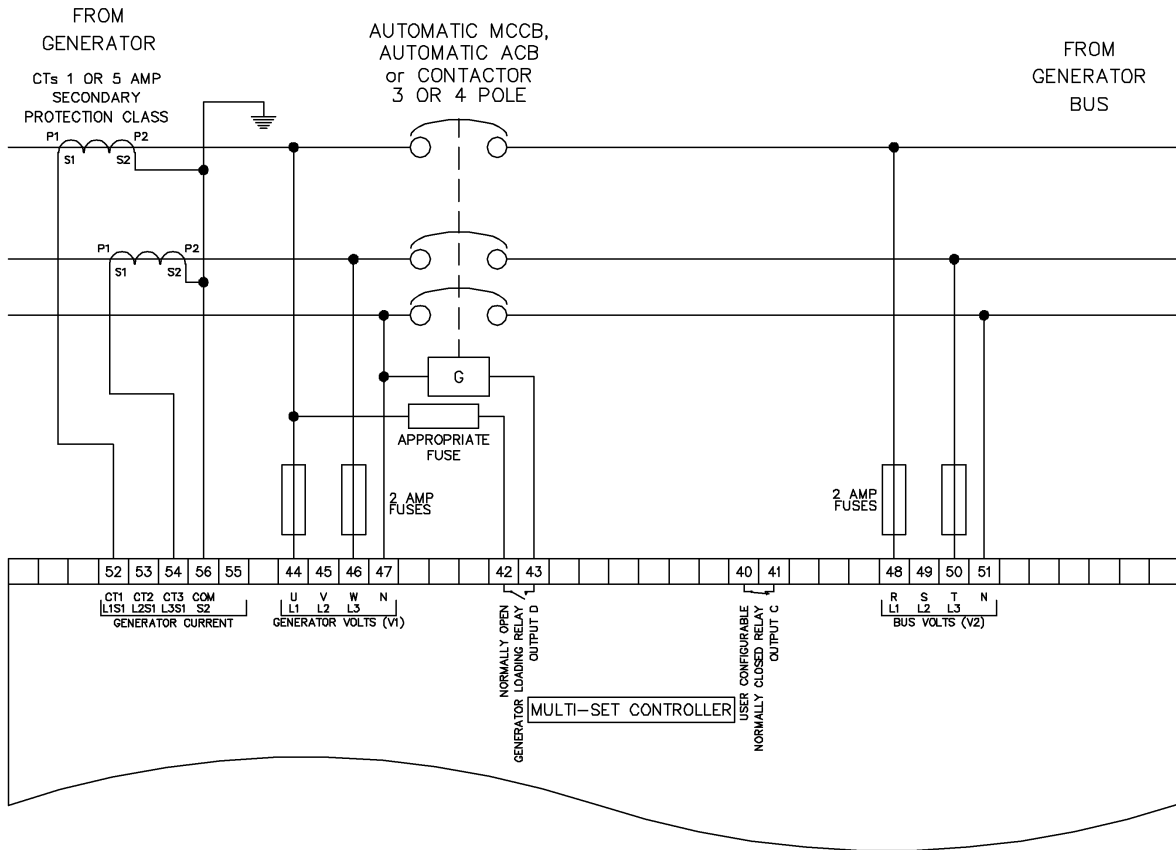 FROM
GENERATOR
CTs 1 OR 5 AMP
SECONDARY
PROTECTION CLASS
AUTOMATIC MCCB,
AUTOMATIC ACB
or CONTACTOR
3 OR 4 POLE
FROM
GENERATOR
BUS
P1 P2
S1 S2
P1 P2
S1 S2
G
APPROPRIATE
FUSE
2 AMP
FUSES
2 AMP
FUSES
52 53 54 56 55 44 45 46 47 42 43 40 41 48 49 50 51
CT1 CT2 CT3 COM
L1S1 L2S1 L3S1 S2
GENERATOR CURRENT
U V W N
L1 L2 L3
GENERATOR VOLTS (V1)
NORMALLY OPEN
GENERATOR LOADING RELAY
OUTPUT D
USER CONFIGURABLE
NORMALLY CLOSED RELAY
OUTPUT C
R S T N
L1 L2 L3
BUS VOLTS (V2)
MULTI-SET CONTROLLER